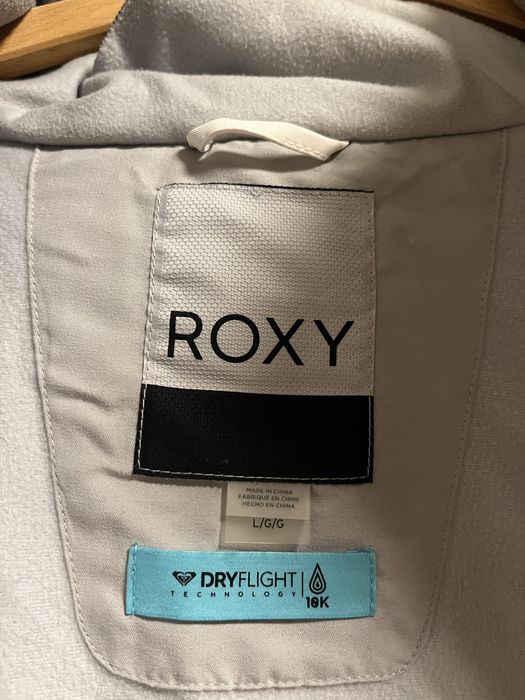 ROXY
MADE IN CHINA
FABRIQUÉ EN CHINE
HECHO EN CHINA
L/G/G
DRYFLIGHT
TECHNOLOGY
10K